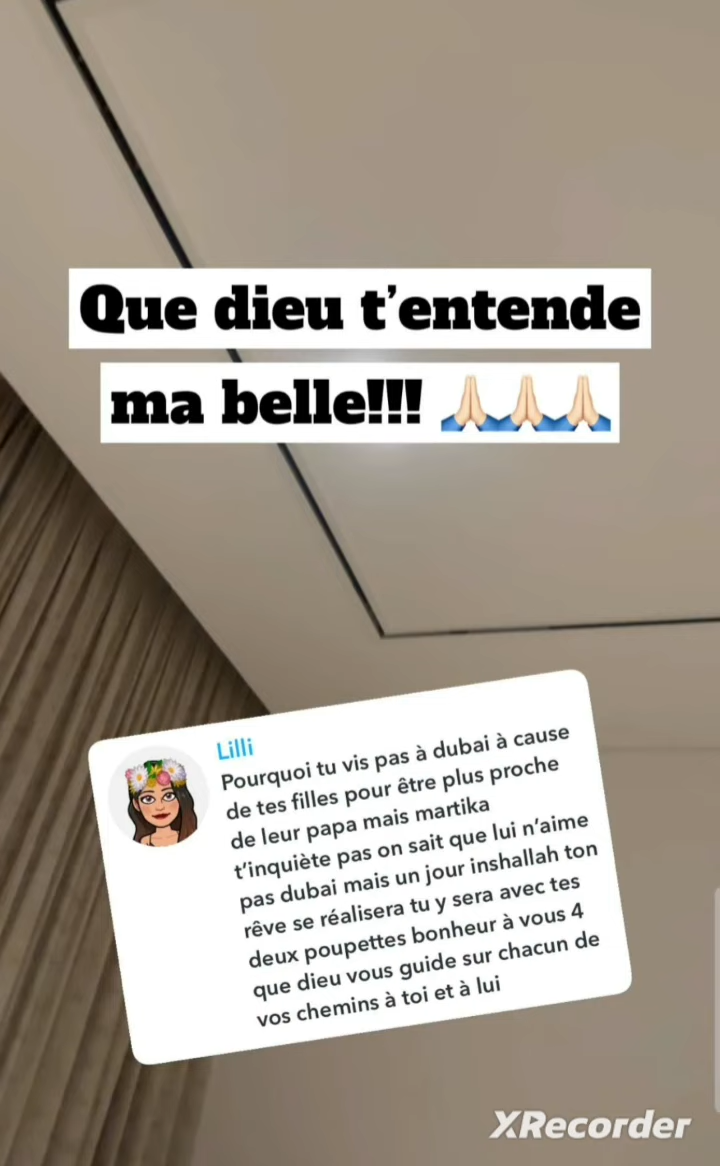 Que dieu t’entende
ma belle!!! 🙏🏻🙏🏻🙏🏻
Lilli
Pourquoi tu vis pas à dubai à cause
de tes filles pour être plus proche
de leur papa mais martika
t’inquiète pas on sait que lui n’aime
pas dubai mais un jour inshallah ton
rêve se réalisera tu y sera avec tes
deux poupettes bonheur à vous 4
que dieu vous guide sur chacun de
vos chemins à toi et à lui
XRecorder